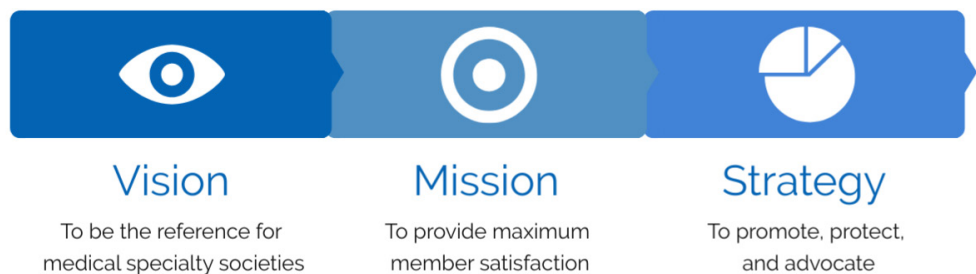 Vision
To be the reference for
medical specialty societies
Mission
To provide maximum
member satisfaction
Strategy
To promote, protect,
and advocate